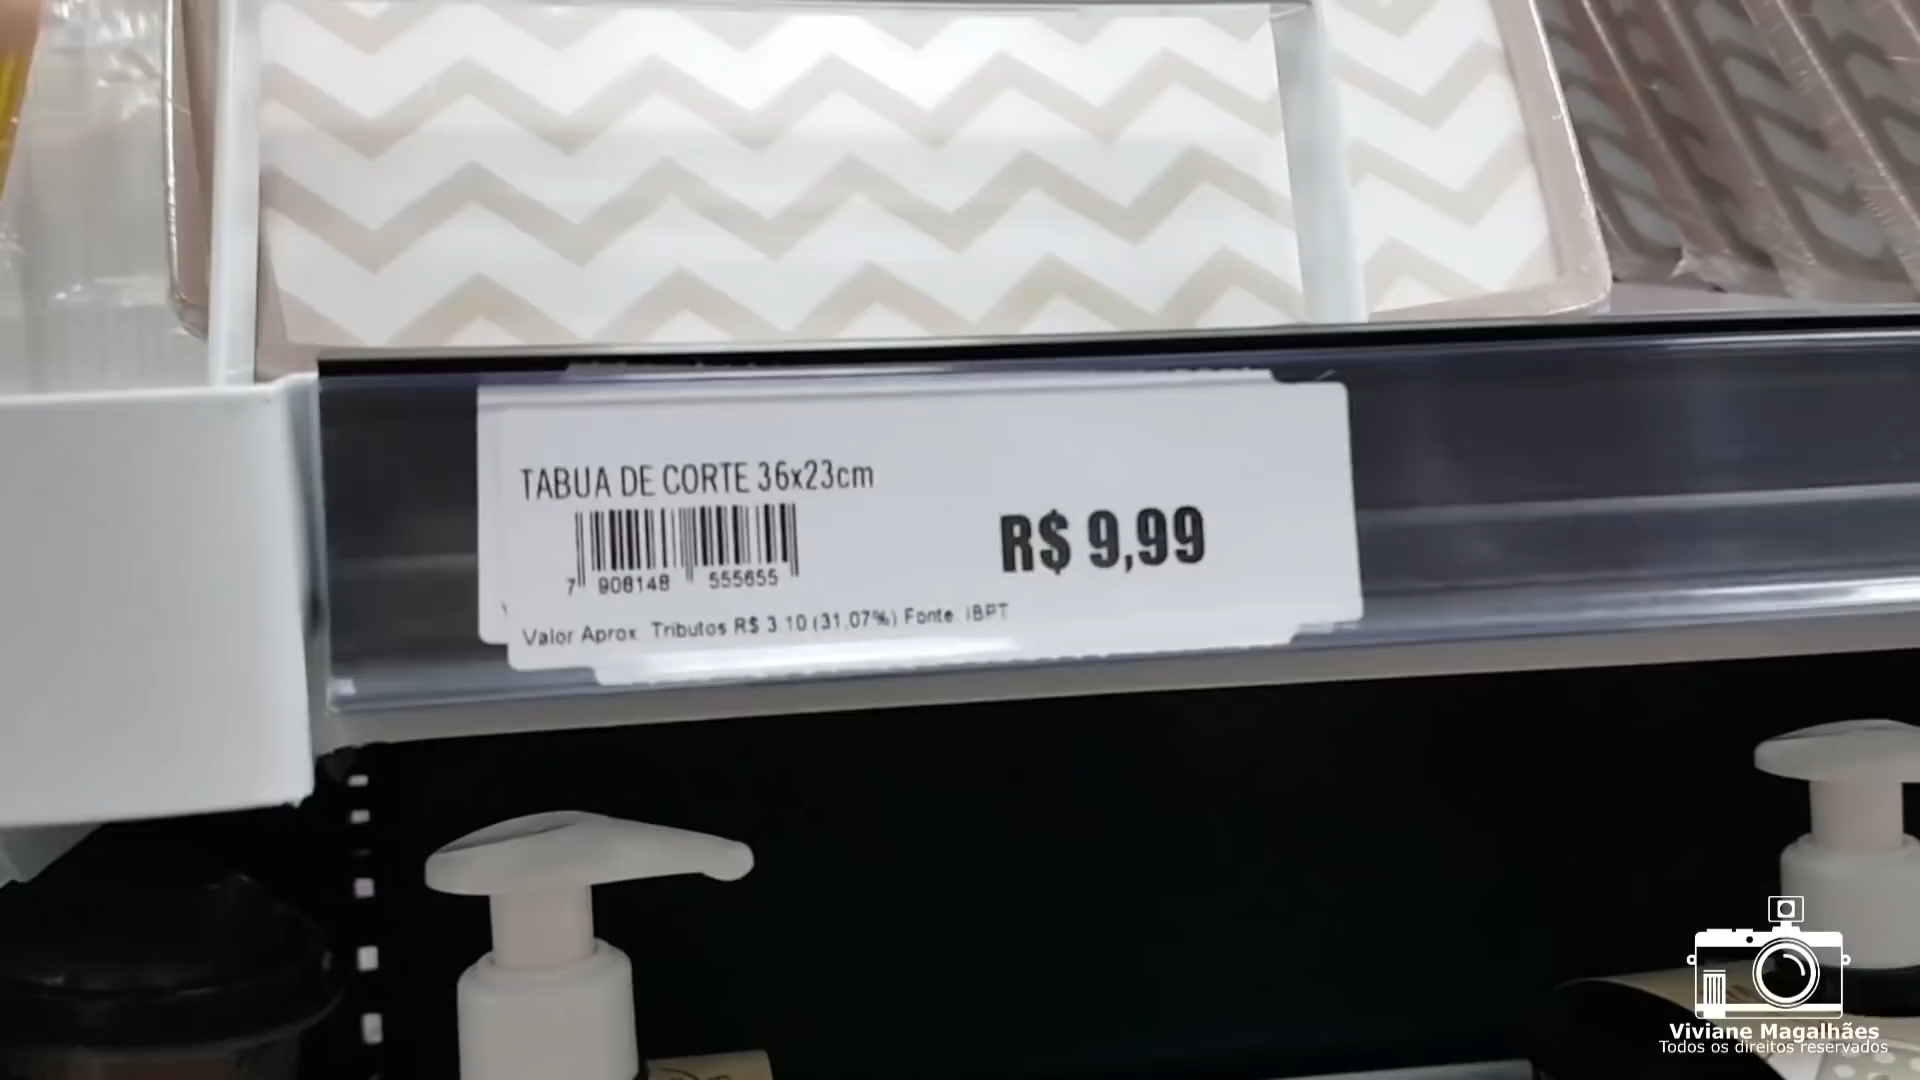 TABUA DE CORTE 36x23cm
R$ 9,99
7 908148 555655
Valor Aprox. Tributos R$ 3.10 (31,07%) Fonte. IBPT
Viviane Magalhães
Todos os direitos reservados